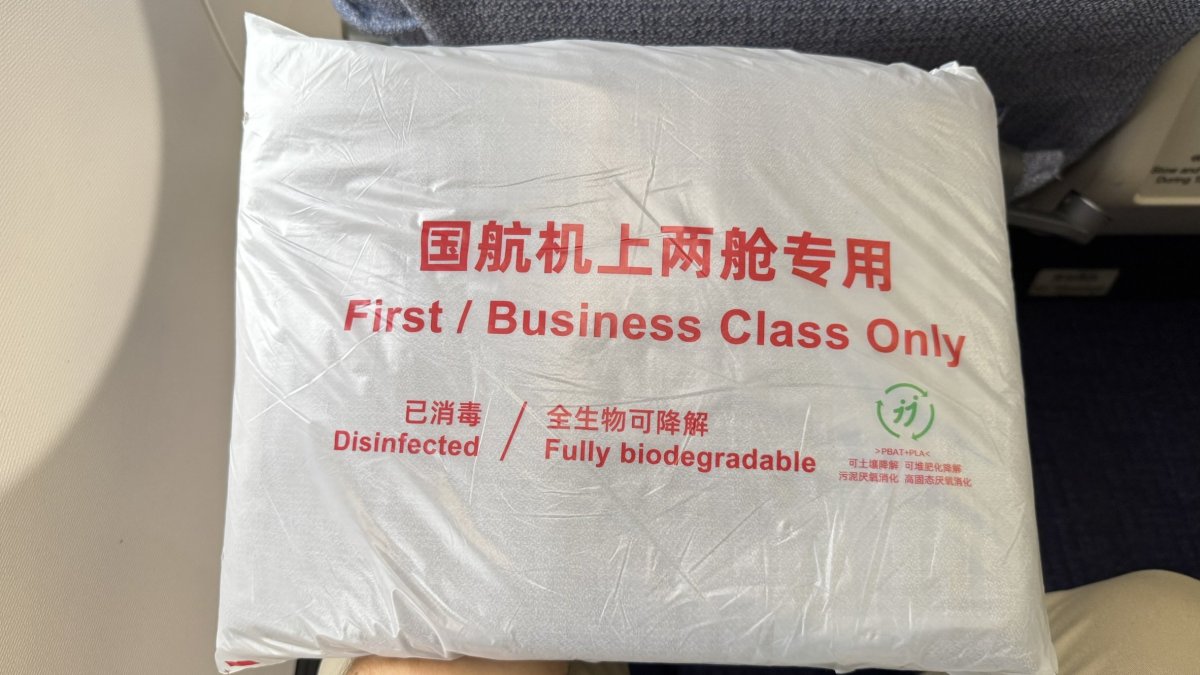 国航机上两舱专用
First / Business Class Only
已消毒 / 全生物可降解
Disinfected / Fully biodegradable
>PBAT+PLA<
可土壤降解 可堆肥化降解
污泥厌氧消化 高固态厌氧消化
During